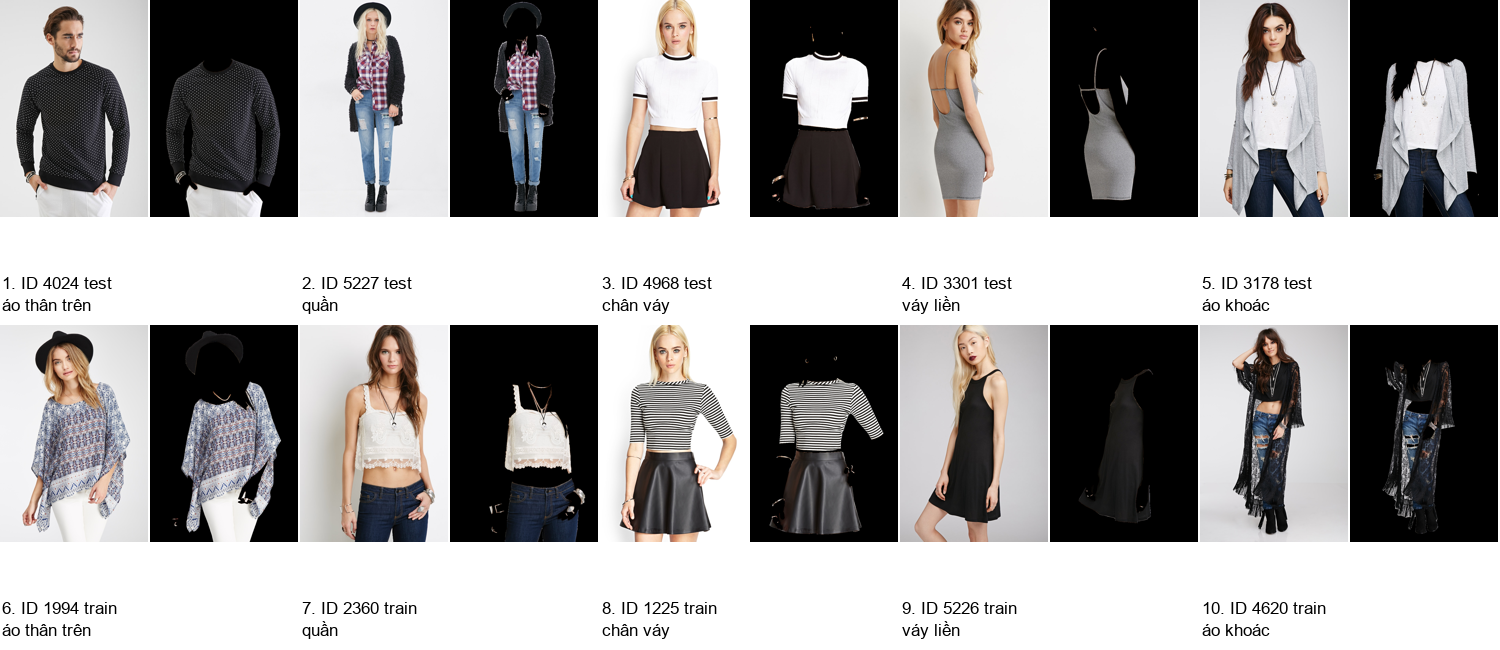 1. ID 4024 test
áo thân trên
2. ID 5227 test
quần
3. ID 4968 test
chân váy
4. ID 3301 test
váy liền
5. ID 3178 test
áo khoác
6. ID 1994 train
áo thân trên
7. ID 2360 train
quần
8. ID 1225 train
chân váy
9. ID 5226 train
váy liền
10. ID 4620 train
áo khoác